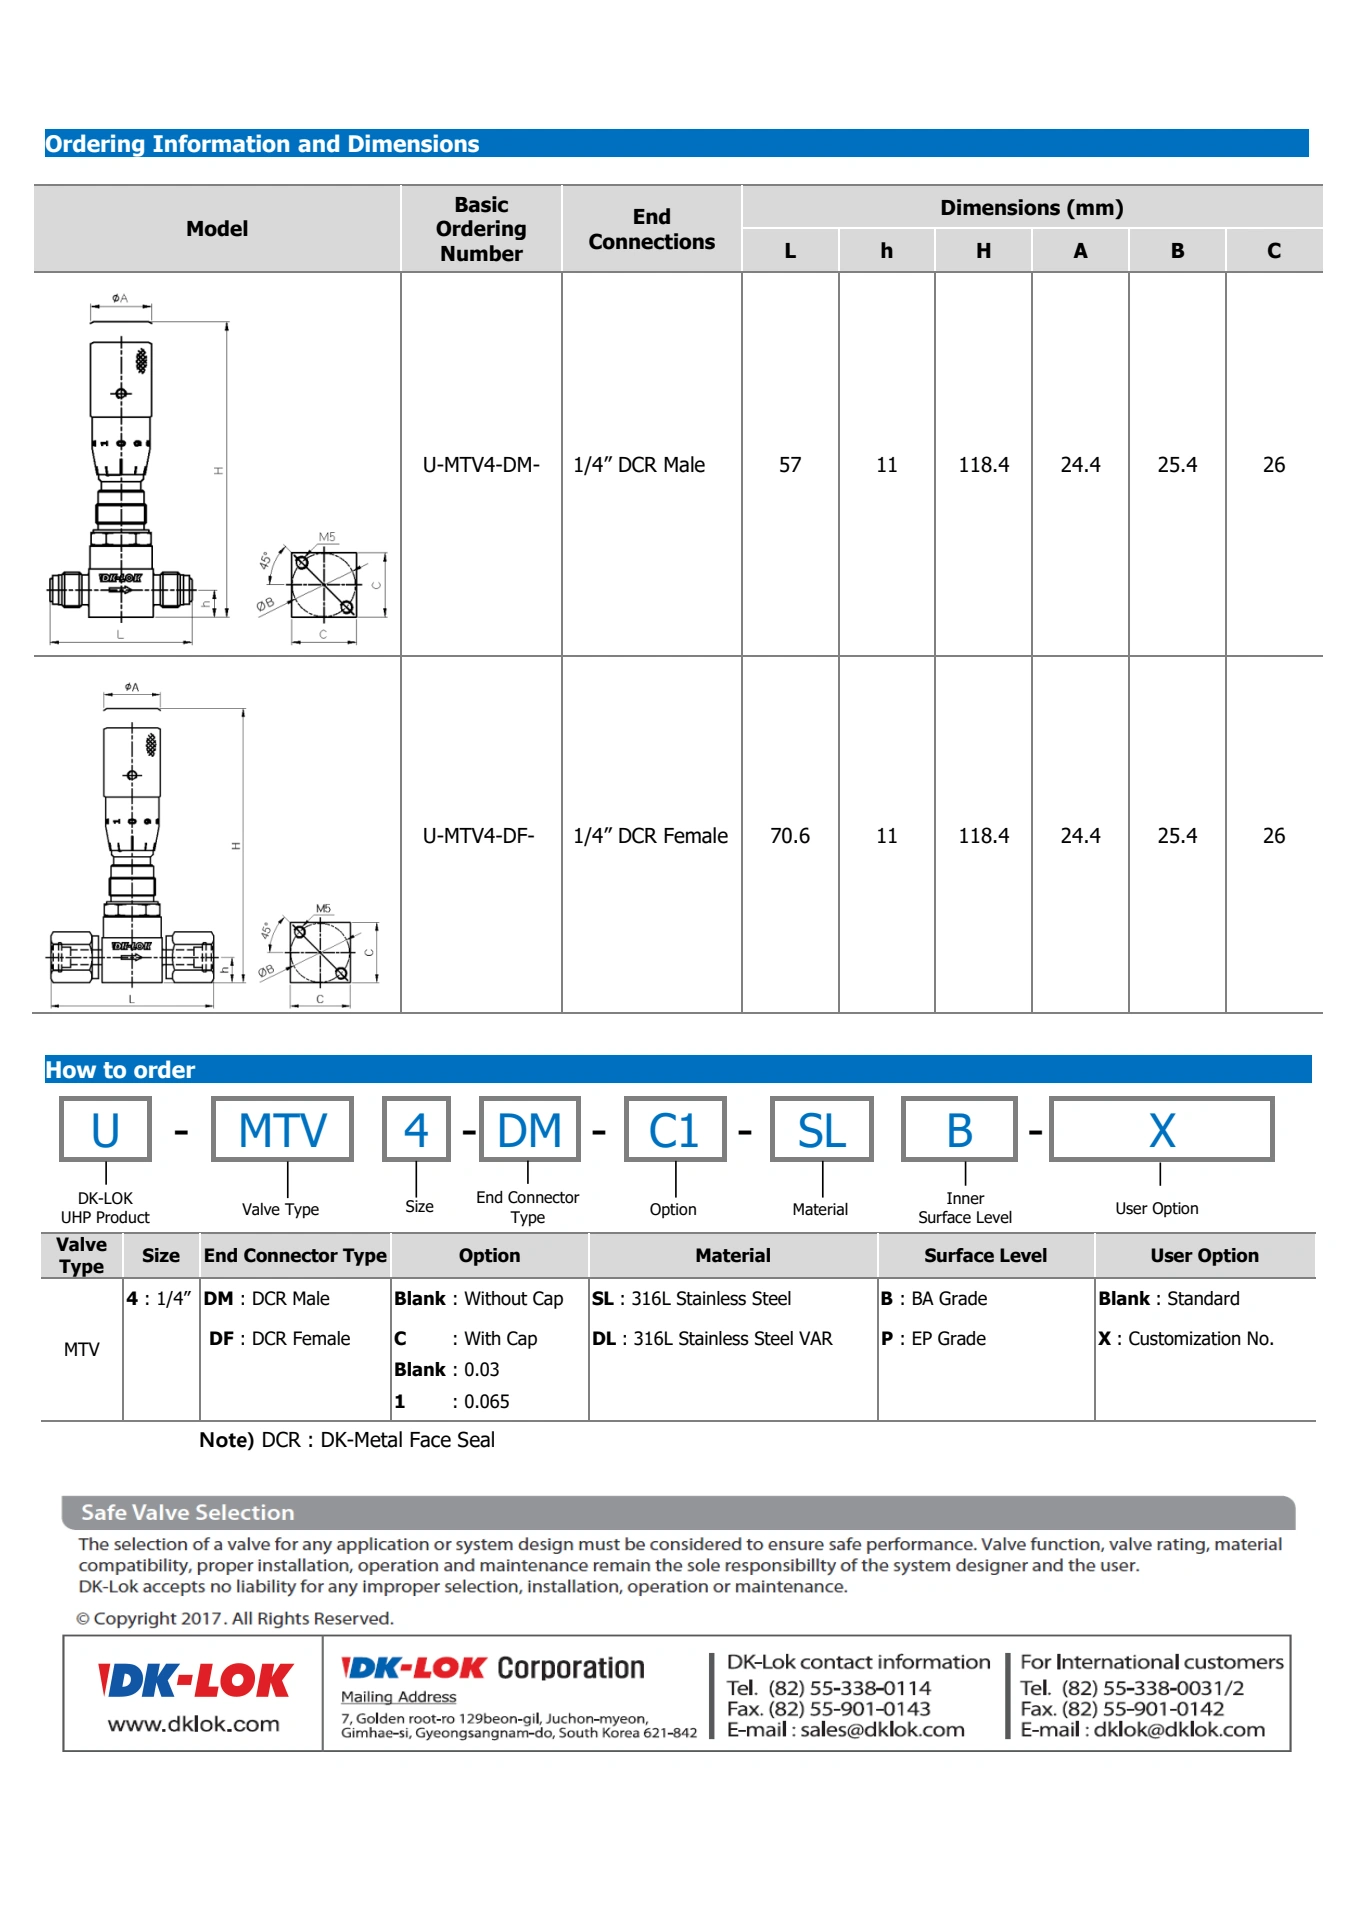 Ordering Information and Dimensions
Model
Basic
Ordering
Number
End
Connections
Dimensions (mm)
L h H A B C
øA
1 0 9
H
DK-LOK
h
L
M5
45°
ØB
C
C
U-MTV4-DM- 1/4” DCR Male 57 11 118.4 24.4 25.4 26
øA
1 0 9
H
DK-LOK
h
L
M5
45°
ØB
C
C
U-MTV4-DF- 1/4” DCR Female 70.6 11 118.4 24.4 25.4 26
How to order
U - MTV 4 - DM - C1 - SL B - X
DK-LOK
UHP Product
Valve Type
Size
End Connector
Type
Option
Material
Inner
Surface Level
User Option
Valve
Type
Size End Connector Type Option Material Surface Level User Option
MTV
4 : 1/4”
DM : DCR Male
DF : DCR Female
Blank : Without Cap
C : With Cap
Blank : 0.03
1 : 0.065
SL : 316L Stainless Steel
DL : 316L Stainless Steel VAR
B : BA Grade
P : EP Grade
Blank : Standard
X : Customization No.
Note) DCR : DK-Metal Face Seal
Safe Valve Selection
The selection of a valve for any application or system design must be considered to ensure safe performance. Valve function, valve rating, material
compatibility, proper installation, operation and maintenance remain the sole responsibillty of the system designer and the user.
DK-Lok accepts no liability for any improper selection, installation, operation or maintenance.
© Copyright 2017. All Rights Reserved.
DK-LOK
www.dklok.com
DK-LOK Corporation
Mailing Address
7, Golden root-ro 129beon-gil, Juchon-myeon,
Gimhae-si, Gyeongsangnam-do, South Korea 621-842
DK-Lok contact information
Tel. (82) 55-338-0114
Fax. (82) 55-901-0143
E-mail : sales@dklok.com
For International customers
Tel. (82) 55-338-0031/2
Fax. (82) 55-901-0142
E-mail : dklok@dklok.com